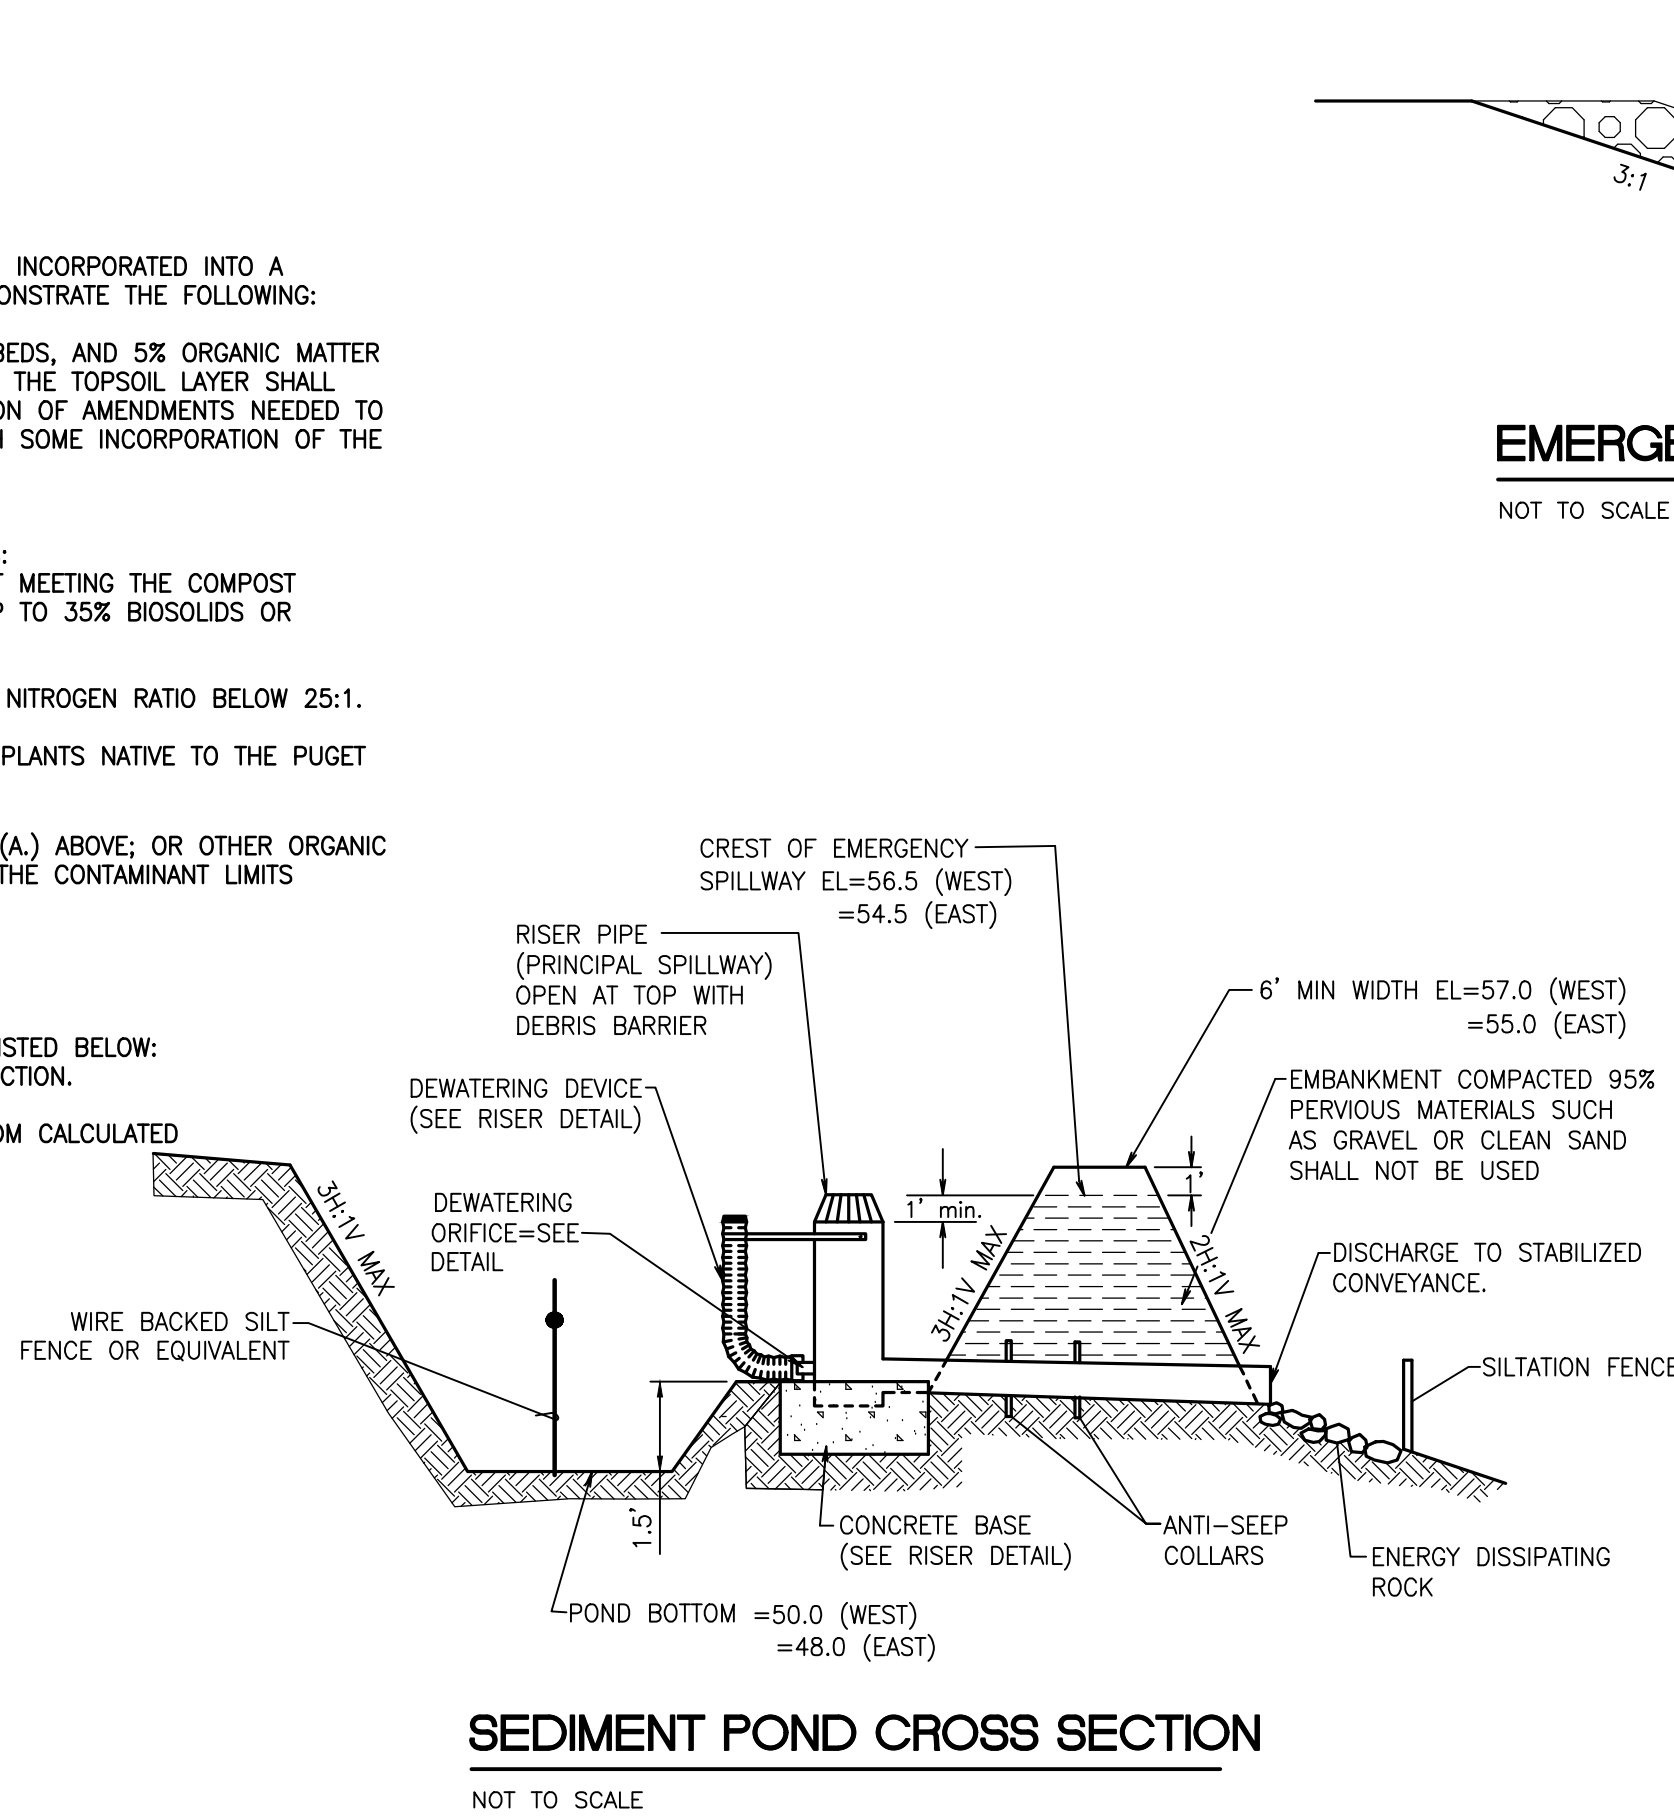 3:1
INCORPORATED INTO A
ONSTRATE THE FOLLOWING:
BEDS, AND 5% ORGANIC MATTER
THE TOPSOIL LAYER SHALL
ON OF AMENDMENTS NEEDED TO
SOME INCORPORATION OF THE
EMERGE
NOT TO SCALE
:
MEETING THE COMPOST
P TO 35% BIOSOLIDS OR
NITROGEN RATIO BELOW 25:1.
PLANTS NATIVE TO THE PUGET
(A.) ABOVE; OR OTHER ORGANIC
THE CONTAMINANT LIMITS
ISTED BELOW:
CTION.
OM CALCULATED
CREST OF EMERGENCY
SPILLWAY EL=56.5 (WEST)
=54.5 (EAST)
RISER PIPE
(PRINCIPAL SPILLWAY)
OPEN AT TOP WITH
DEBRIS BARRIER
6' MIN WIDTH EL=57.0 (WEST)
=55.0 (EAST)
DEWATERING DEVICE
(SEE RISER DETAIL)
EMBANKMENT COMPACTED 95%
PERVIOUS MATERIALS SUCH
AS GRAVEL OR CLEAN SAND
SHALL NOT BE USED
3H:1V MAX
DEWATERING
ORIFICE=SEE
DETAIL
1' min.
1'
3H:1V MAX
2H:1V MAX
DISCHARGE TO STABILIZED
CONVEYANCE.
WIRE BACKED SILT
FENCE OR EQUIVALENT
SILTATION FENCE
1.5'
CONCRETE BASE
(SEE RISER DETAIL)
ANTI-SEEP
COLLARS
ENERGY DISSIPATING
ROCK
POND BOTTOM =50.0 (WEST)
=48.0 (EAST)
SEDIMENT POND CROSS SECTION
NOT TO SCALE